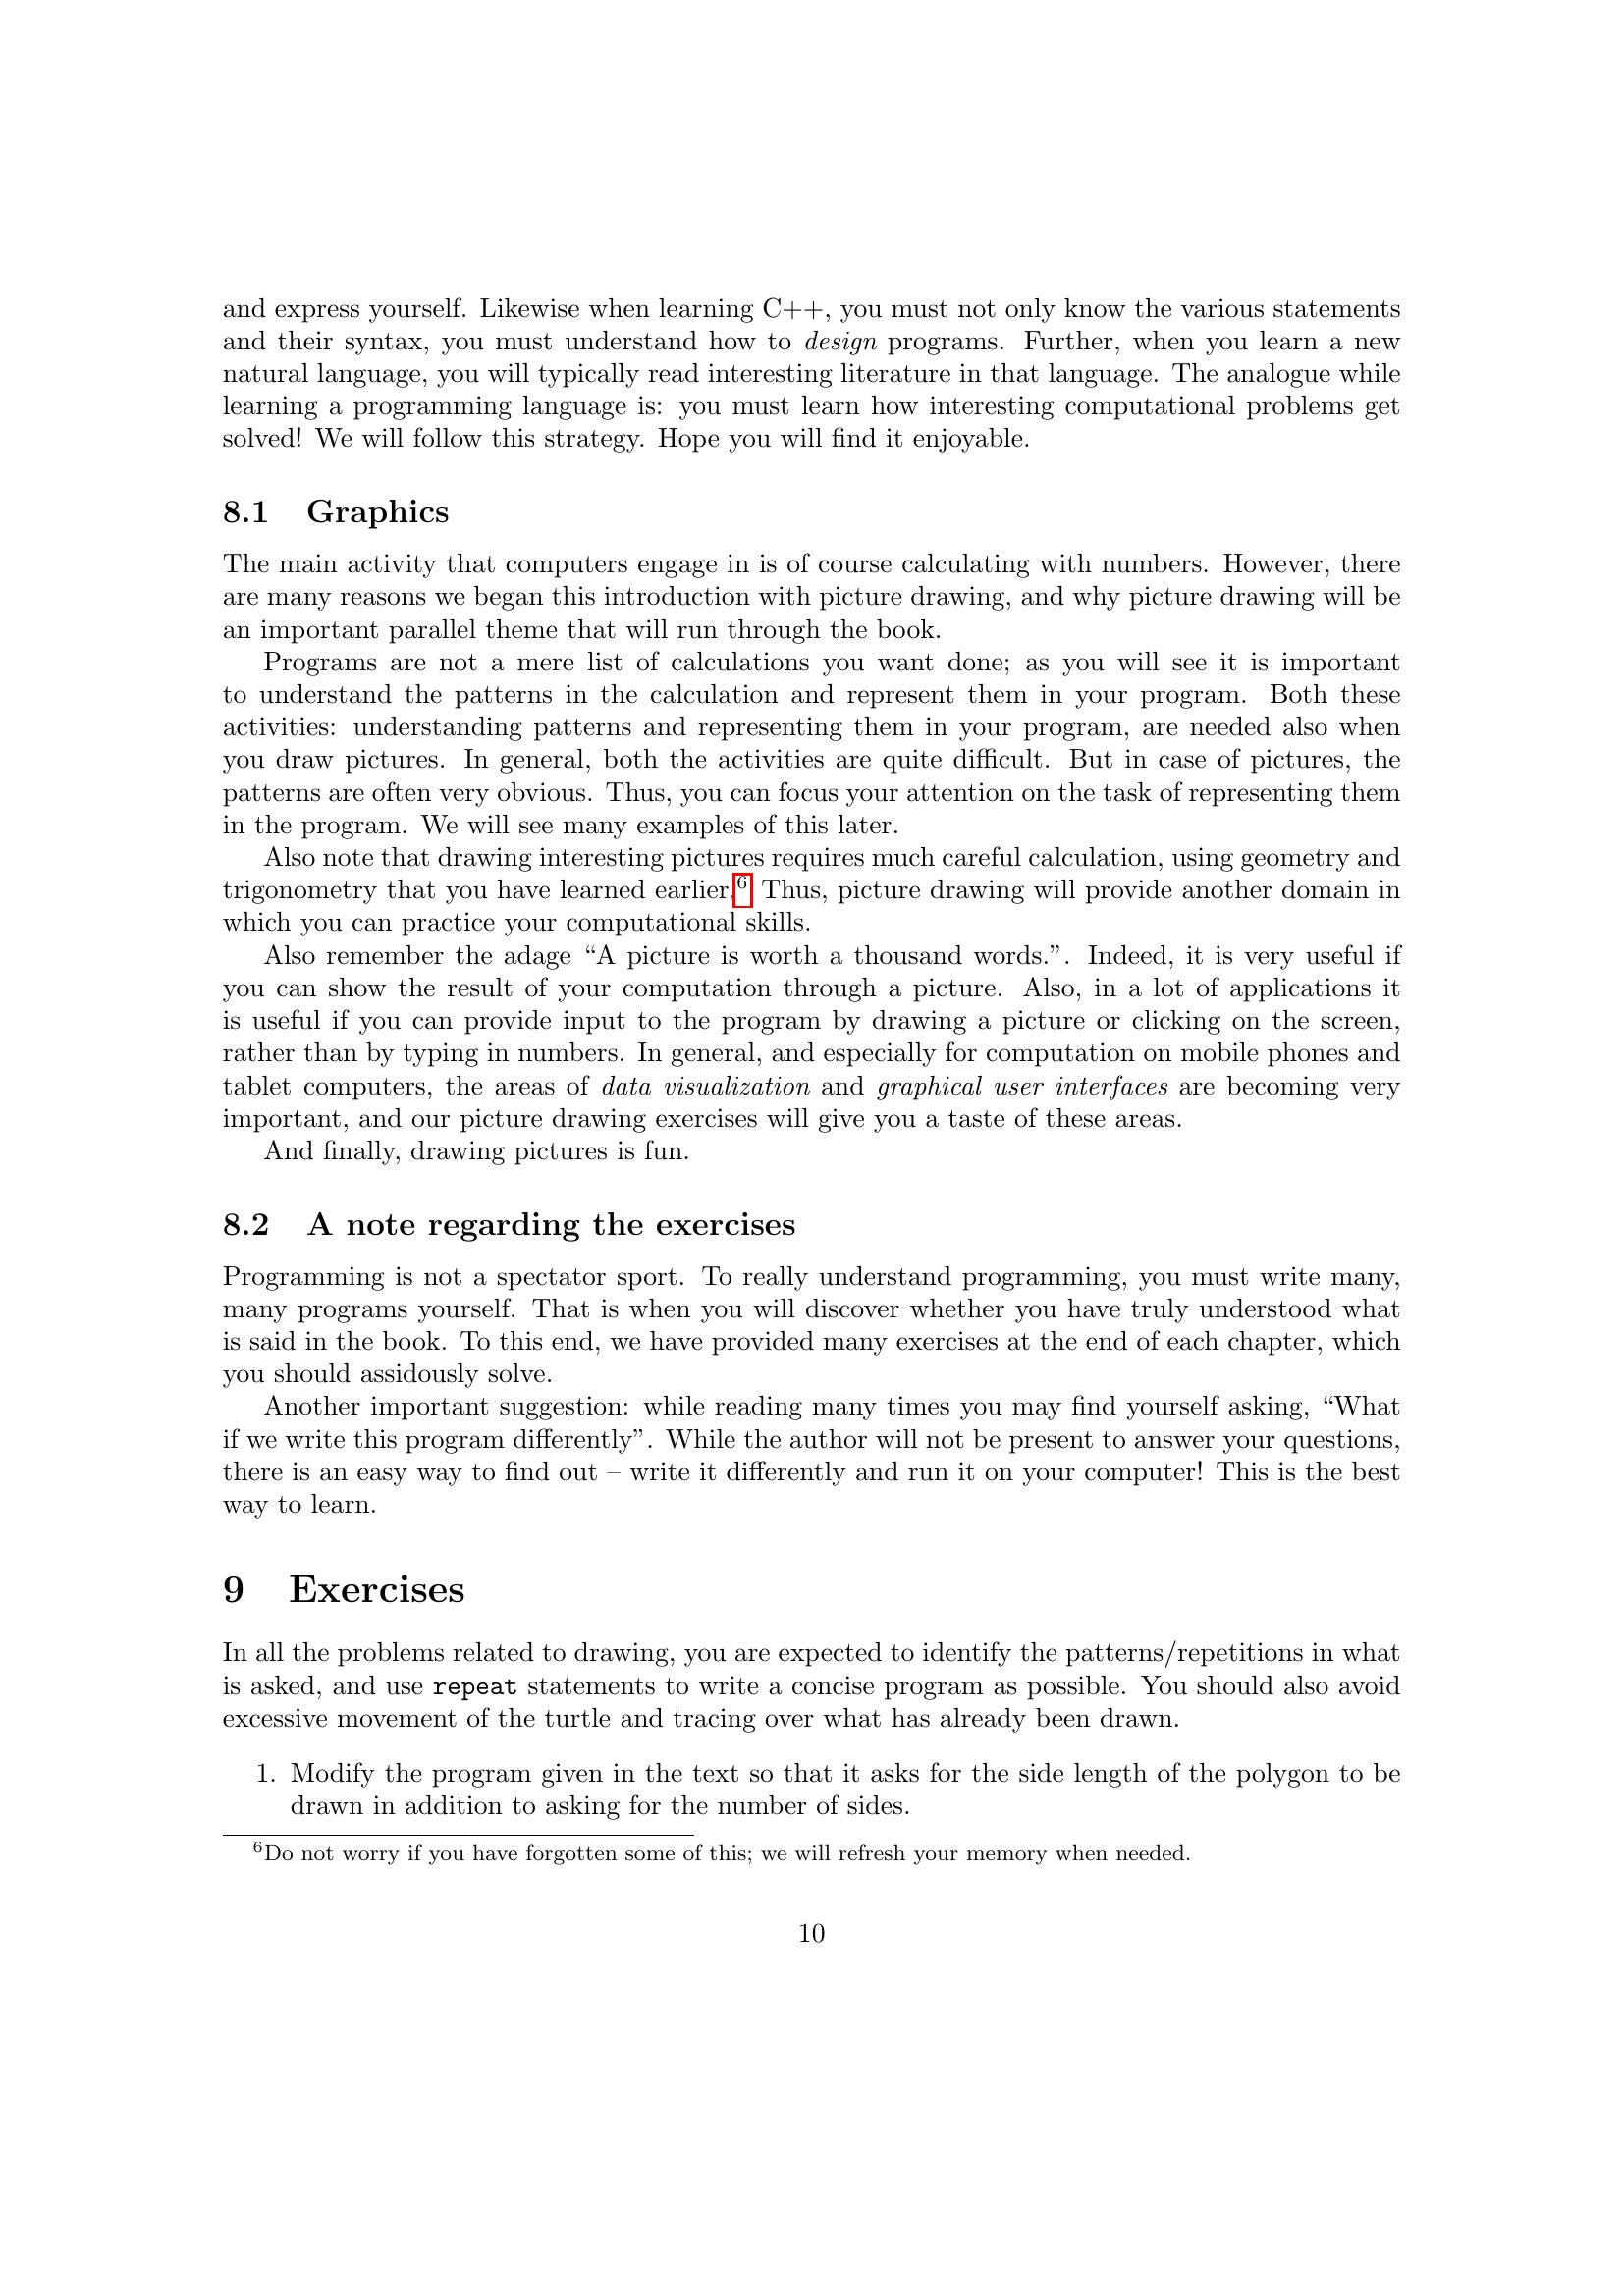 and express yourself. Likewise when learning C++, you must not only know the various statements
and their syntax, you must understand how to design programs. Further, when you learn a new
natural language, you will typically read interesting literature in that language. The analogue while
learning a programming language is: you must learn how interesting computational problems get
solved! We will follow this strategy. Hope you will find it enjoyable.
8.1 Graphics
The main activity that computers engage in is of course calculating with numbers. However, there
are many reasons we began this introduction with picture drawing, and why picture drawing will be
an important parallel theme that will run through the book.
Programs are not a mere list of calculations you want done; as you will see it is important
to understand the patterns in the calculation and represent them in your program. Both these
activities: understanding patterns and representing them in your program, are needed also when
you draw pictures. In general, both the activities are quite difficult. But in case of pictures, the
patterns are often very obvious. Thus, you can focus your attention on the task of representing them
in the program. We will see many examples of this later.
Also note that drawing interesting pictures requires much careful calculation, using geometry and
trigonometry that you have learned earlier.6 Thus, picture drawing will provide another domain in
which you can practice your computational skills.
Also remember the adage “A picture is worth a thousand words.”. Indeed, it is very useful if
you can show the result of your computation through a picture. Also, in a lot of applications it
is useful if you can provide input to the program by drawing a picture or clicking on the screen,
rather than by typing in numbers. In general, and especially for computation on mobile phones and
tablet computers, the areas of data visualization and graphical user interfaces are becoming very
important, and our picture drawing exercises will give you a taste of these areas.
And finally, drawing pictures is fun.
8.2 A note regarding the exercises
Programming is not a spectator sport. To really understand programming, you must write many,
many programs yourself. That is when you will discover whether you have truly understood what
is said in the book. To this end, we have provided many exercises at the end of each chapter, which
you should assidously solve.
Another important suggestion: while reading many times you may find yourself asking, “What
if we write this program differently”. While the author will not be present to answer your questions,
there is an easy way to find out – write it differently and run it on your computer! This is the best
way to learn.
9 Exercises
In all the problems related to drawing, you are expected to identify the patterns/repetitions in what
is asked, and use repeat statements to write a concise program as possible. You should also avoid
excessive movement of the turtle and tracing over what has already been drawn.
1. Modify the program given in the text so that it asks for the side length of the polygon to be
drawn in addition to asking for the number of sides.
6Do not worry if you have forgotten some of this; we will refresh your memory when needed.
10